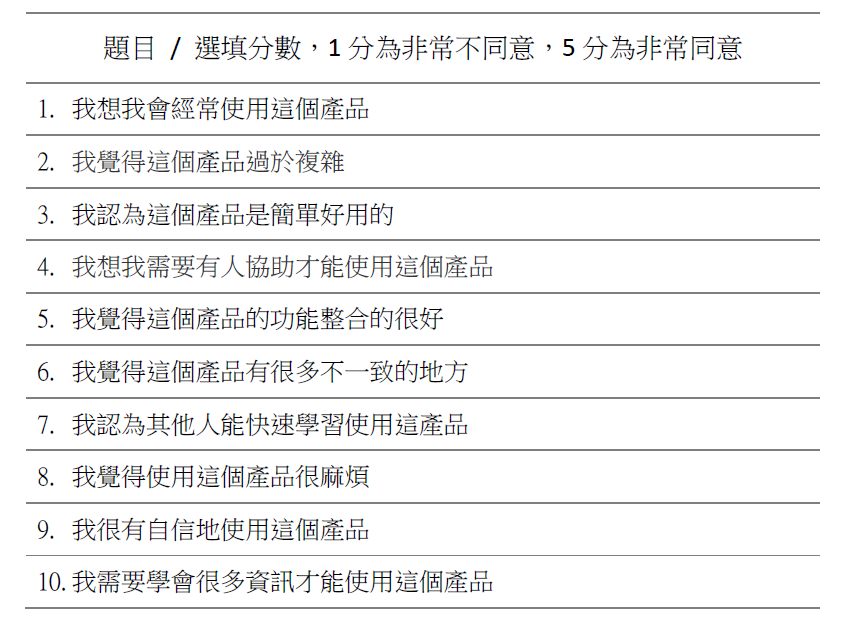 題目 / 選填分數，1 分為非常不同意，5 分為非常同意
1. 我想我會經常使用這個產品
2. 我覺得這個產品過於複雜
3. 我認為這個產品是簡單好用的
4. 我想我需要有人協助才能使用這個產品
5. 我覺得這個產品的功能整合的很好
6. 我覺得這個產品有很多不一致的地方
7. 我認為其他人能快速學習使用這產品
8. 我覺得使用這個產品很麻煩
9. 我很有自信地使用這個產品
10. 我需要學會很多資訊才能使用這個產品